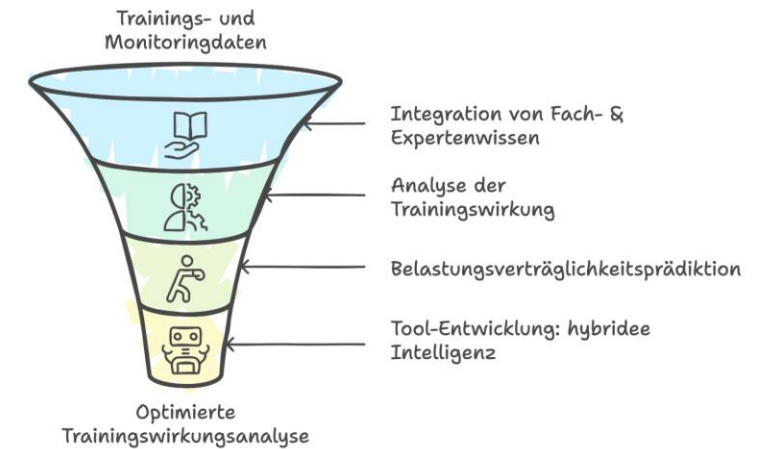 Trainings- und
Monitoringdaten
Integration von Fach- &
Expertenwissen
Analyse der
Trainingswirkung
Belastungsverträglichkeitsprädiktion
Tool-Entwicklung: hybridee
Intelligenz
Optimierte
Trainingswirkungsanalyse